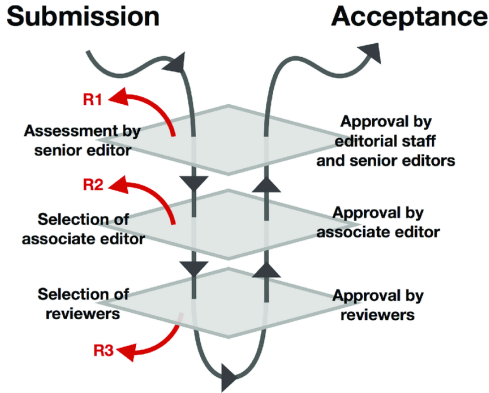 Submission
Acceptance
R1
Assessment by
senior editor
Approval by
editorial staff
and senior editors
R2
Selection of
associate editor
Approval by
associate editor
Selection of
reviewers
Approval by
reviewers
R3